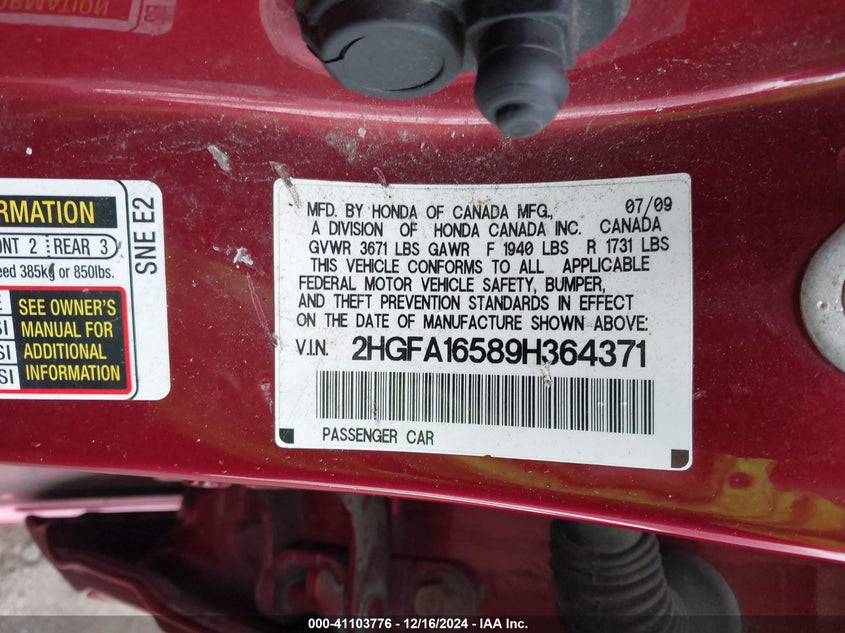 ORMATION
ONT 2 REAR 3
eed 385kg or 850lbs.
SEE OWNER'S
SI MANUAL FOR
SI ADDITIONAL
SI INFORMATION
SNE E2
MFD. BY HONDA OF CANADA MFG., 07/09
A DIVISION OF HONDA CANADA INC. CANADA
GVWR 3671 LBS GAWR F 1940 LBS R 1731 LBS
THIS VEHICLE CONFORMS TO ALL APPLICABLE
FEDERAL MOTOR VEHICLE SAFETY, BUMPER,
AND THEFT PREVENTION STANDARDS IN EFFECT
ON THE DATE OF MANUFACTURE SHOWN ABOVE:
V.I.N. 2HGFA16589H364371
PASSENGER CAR
000-41103776 - 12/16/2024 - IAA Inc.